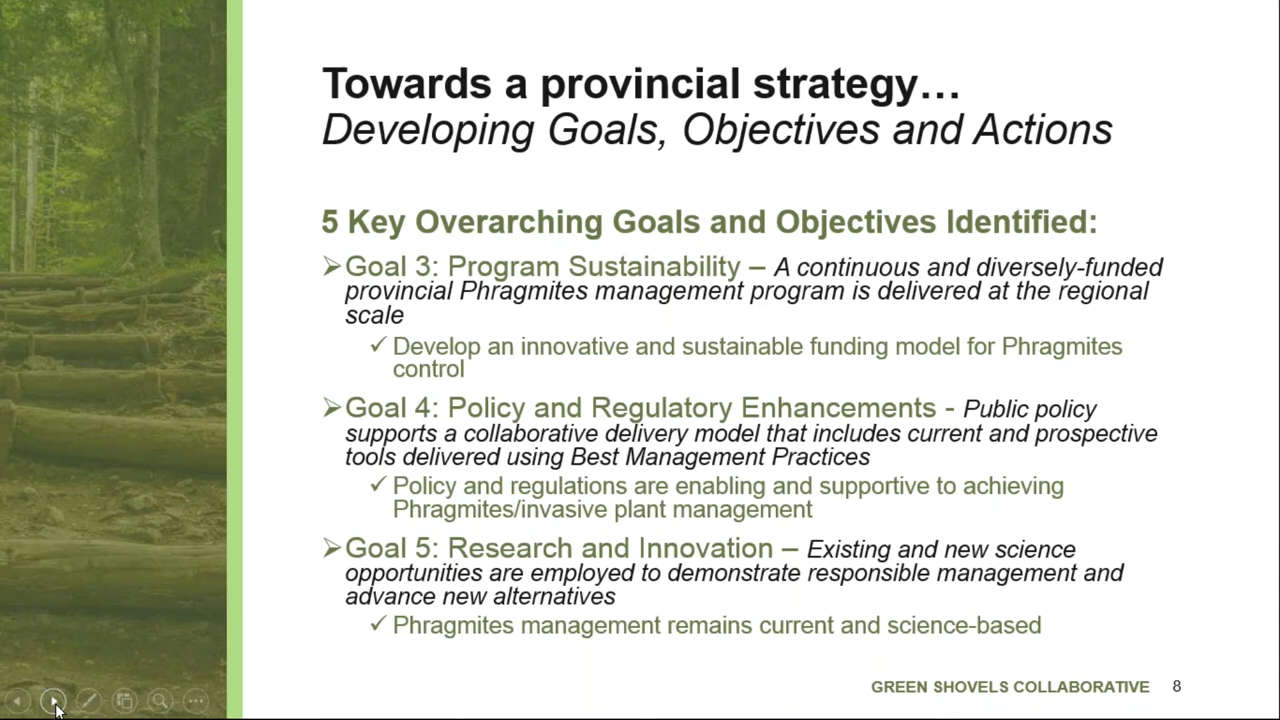 Towards a provincial strategy…
Developing Goals, Objectives and Actions
5 Key Overarching Goals and Objectives Identified:
➢Goal 3: Program Sustainability – A continuous and diversely-funded
provincial Phragmites management program is delivered at the regional
scale
✓ Develop an innovative and sustainable funding model for Phragmites
control
➢Goal 4: Policy and Regulatory Enhancements - Public policy
supports a collaborative delivery model that includes current and prospective
tools delivered using Best Management Practices
✓ Policy and regulations are enabling and supportive to achieving
Phragmites/invasive plant management
➢Goal 5: Research and Innovation – Existing and new science
opportunities are employed to demonstrate responsible management and
advance new alternatives
✓ Phragmites management remains current and science-based
GREEN SHOVELS COLLABORATIVE 8